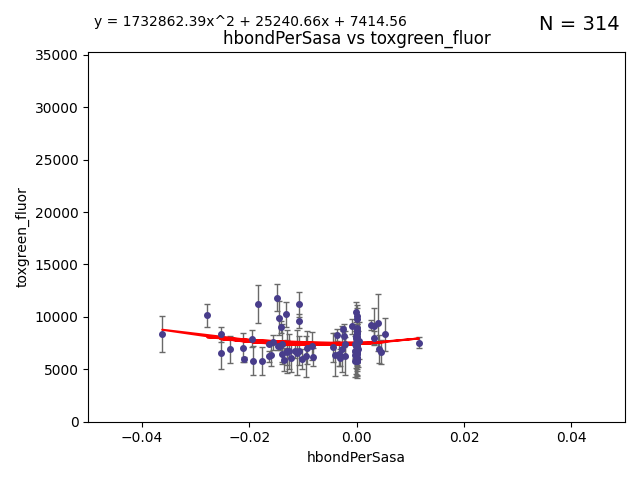 y = 1732862.39x^2 + 25240.66x + 7414.56
N = 314
hbondPerSasa vs toxgreen_fluor
toxgreen_fluor
35000
30000
25000
20000
15000
10000
5000
0
−0.04
−0.02
0.00
0.02
0.04
hbondPerSasa